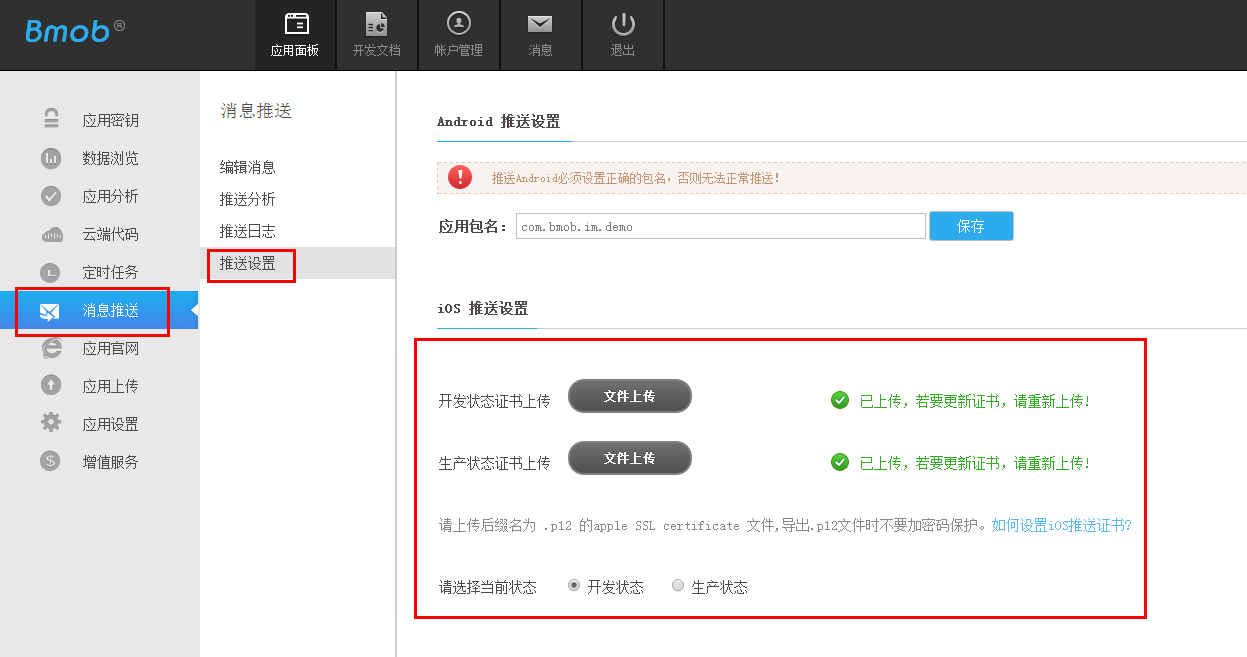 Bmob®
应用面板
开发文档
帐户管理
消息
退出
应用密钥
数据浏览
应用分析
云端代码
定时任务
消息推送
应用官网
应用上传
应用设置
增值服务
消息推送
编辑消息
推送分析
推送日志
推送设置
Android 推送设置
推送Android必须设置正确的包名，否则无法正常推送！
应用包名： com.bmob.im.demo 保存
iOS 推送设置
开发状态证书上传 文件上传 已上传，若要更新证书，请重新上传！
生产状态证书上传 文件上传 已上传，若要更新证书，请重新上传！
请上传后缀名为 .p12 的apple SSL certificate 文件,导出.p12文件时不要加密码保护。如何设置iOS推送证书?
请选择当前状态 开发状态 生产状态